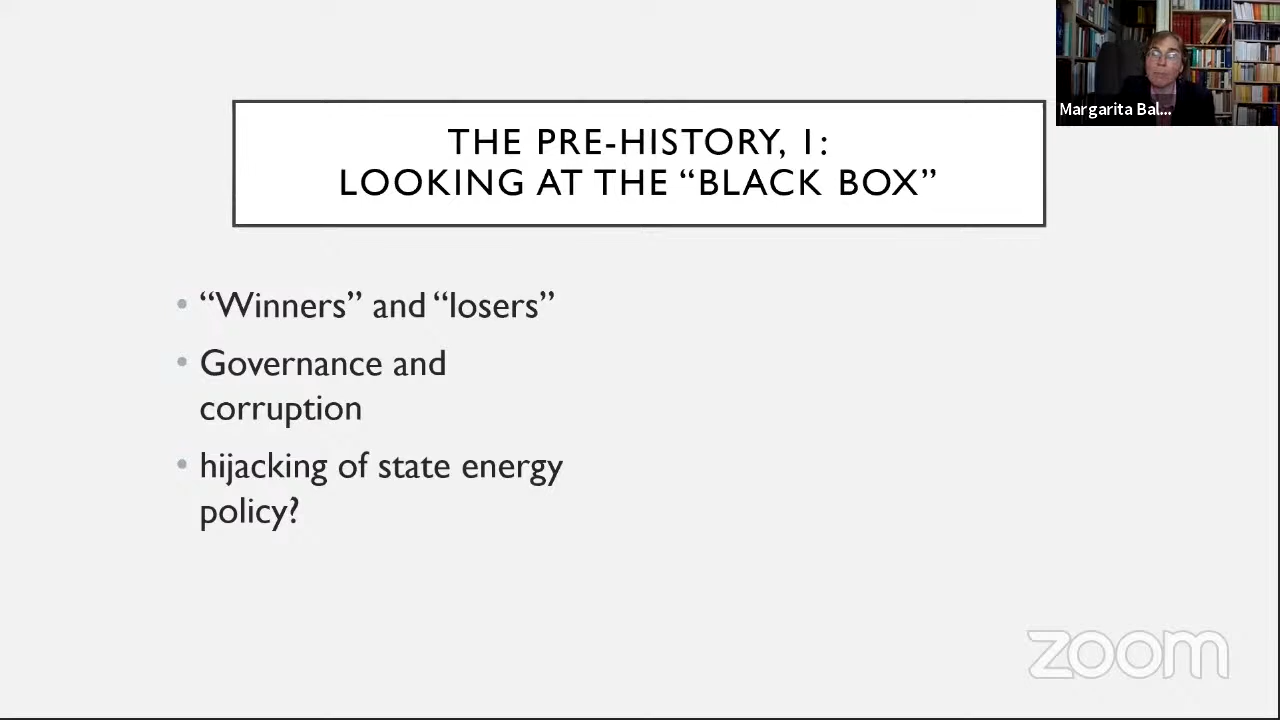 THE PRE-HISTORY, 1:
LOOKING AT THE “BLACK BOX”
Margarita Bal...
• “Winners” and “losers”
• Governance and
corruption
• hijacking of state energy
policy?
zoom